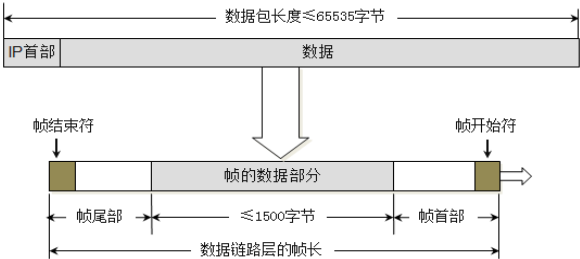 数据包长度≤65535字节
IP首部 数据
帧结束符 帧开始符
帧的数据部分
帧尾部 ≤1500字节 帧首部
数据链路层的帧长